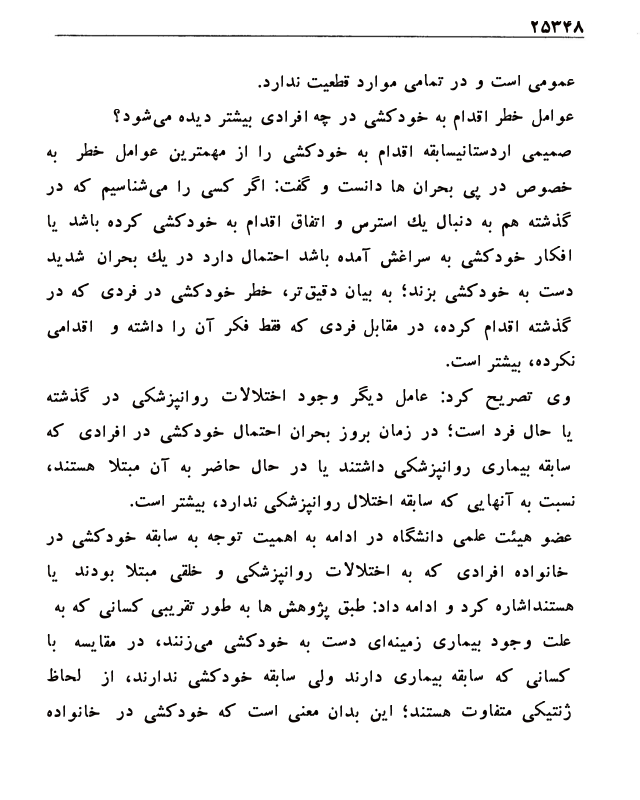 ۲۵۳۴۸
عمومی است و در تمامی موارد قطعیت ندارد.
عوامل خطر اقدام به خودکشی در چه افرادی بیشتر دیده می‌شود؟
صمیمی اردستانیسابقه اقدام به خودکشی را از مهمترین عوامل خطر به
خصوص در پی بحران ها دانست و گفت: اگر کسی را می‌شناسیم که در
گذشته هم به دنبال یك استرس و اتفاق اقدام به خودکشی کرده باشد یا
افکار خودکشی به سراغش آمده باشد احتمال دارد در یك بحران شدید
دست به خودکشی بزند؛ به بیان دقیق‌تر، خطر خودکشی در فردی که در
گذشته اقدام کرده، در مقابل فردی که فقط فکر آن را داشته و اقدامی
نکرده، بیشتر است.
وی تصریح کرد: عامل دیگر وجود اختلالات روانپزشکی در گذشته
یا حال فرد است؛ در زمان بروز بحران احتمال خودکشی در افرادی که
سابقه بیماری روانپزشکی داشتند یا در حال حاضر به آن مبتلا هستند،
نسبت به آنهایی که سابقه اختلال روانپزشکی ندارد، بیشتر است.
عضو هیئت علمی دانشگاه در ادامه به اهمیت توجه به سابقه خودکشی در
خانواده افرادی که به اختلالات روانپزشکی و خلقی مبتلا بودند یا
هستنداشاره کرد و ادامه داد: طبق پژوهش ها به طور تقریبی کسانی که به
علت وجود بیماری زمینه‌ای دست به خودکشی می‌زنند، در مقایسه با
کسانی که سابقه بیماری دارند ولی سابقه خودکشی ندارند، از لحاظ
ژنتیکی متفاوت هستند؛ این بدان معنی است که خودکشی در خانواده